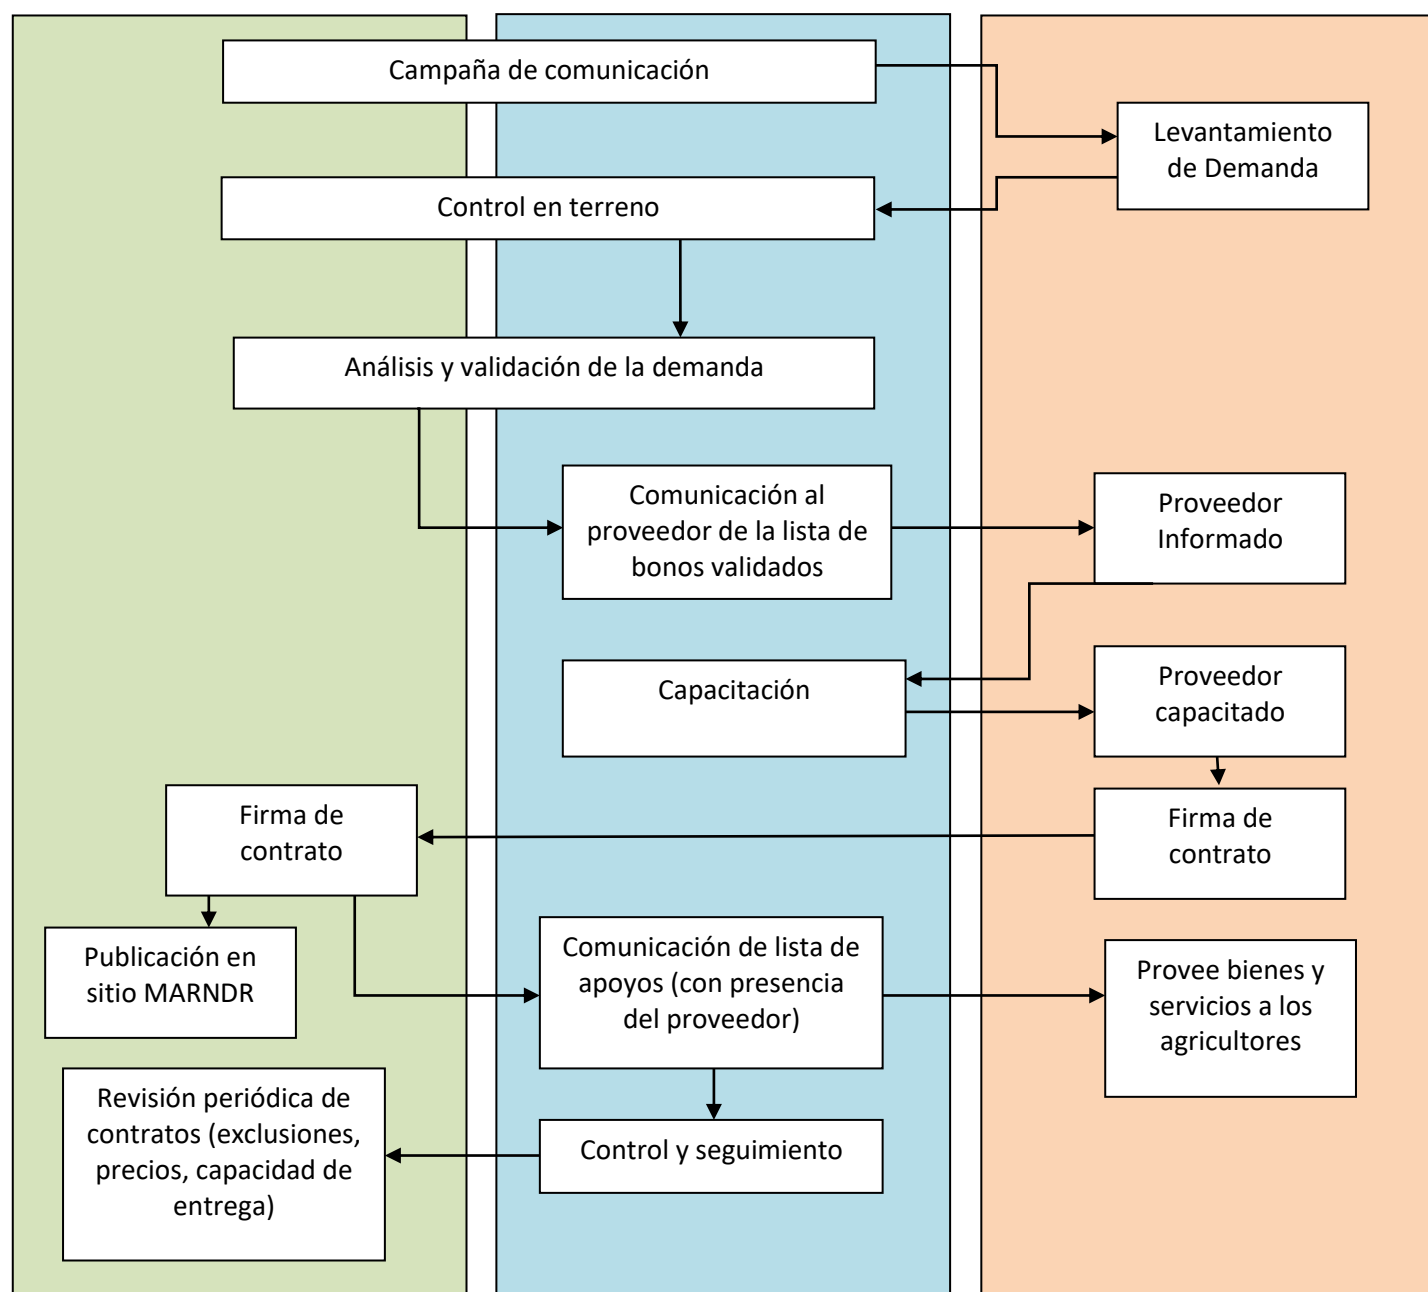 Campaña de comunicación
Levantamiento
de Demanda
Control en terreno
Análisis y validación de la demanda
Comunicación al
proveedor de la lista de
bonos validados
Proveedor
Informado
Capacitación
Proveedor
capacitado
Firma de
contrato
Firma de
contrato
Publicación en
sitio MARNDR
Comunicación de lista de
apoyos (con presencia
del proveedor)
Provee bienes y
servicios a los
agricultores
Revisión periódica de
contratos (exclusiones,
precios, capacidad de
entrega)
Control y seguimiento